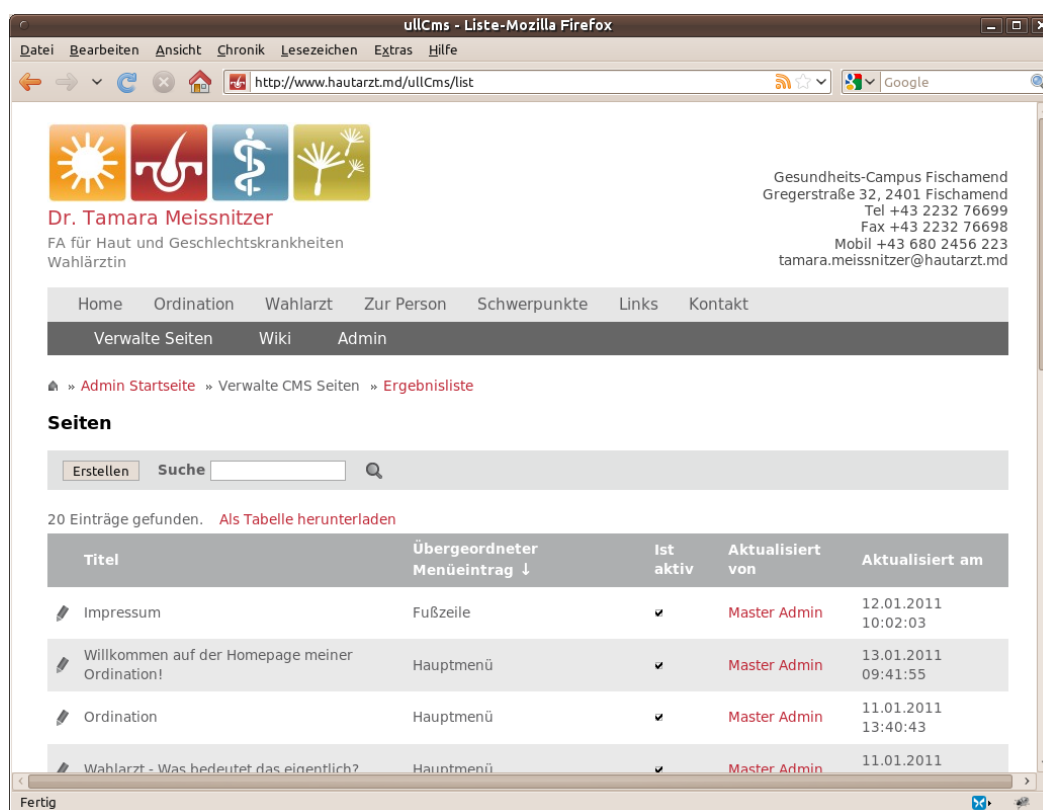 ullCms - Liste-Mozilla Firefox
Datei Bearbeiten Ansicht Chronik Lesezeichen Extras Hilfe
http://www.hautarzt.md/ullCms/list
Google
Gesundheits-Campus Fischamend
Gregerstraße 32, 2401 Fischamend
Tel +43 2232 76699
Fax +43 2232 76698
Mobil +43 680 2456 223
tamara.meissnitzer@hautarzt.md
Dr. Tamara Meissnitzer
FA für Haut und Geschlechtskrankheiten
Wahlärztin
Home Ordination Wahlarzt Zur Person Schwerpunkte Links Kontakt
Verwalte Seiten Wiki Admin
» Admin Startseite » Verwalte CMS Seiten » Ergebnisliste
Seiten
Erstellen Suche
20 Einträge gefunden. Als Tabelle herunterladen
Titel Übergeordneter Menüeintrag ↓ Ist aktiv Aktualisiert von Aktualisiert am
Impressum Fußzeile Master Admin 12.01.2011 10:02:03
Willkommen auf der Homepage meiner Ordination! Hauptmenü Master Admin 13.01.2011 09:41:55
Ordination Hauptmenü Master Admin 11.01.2011 13:40:43
Wahlarzt - Was bedeutet das eigentlich? Hauptmenü Master Admin 11.01.2011
Fertig